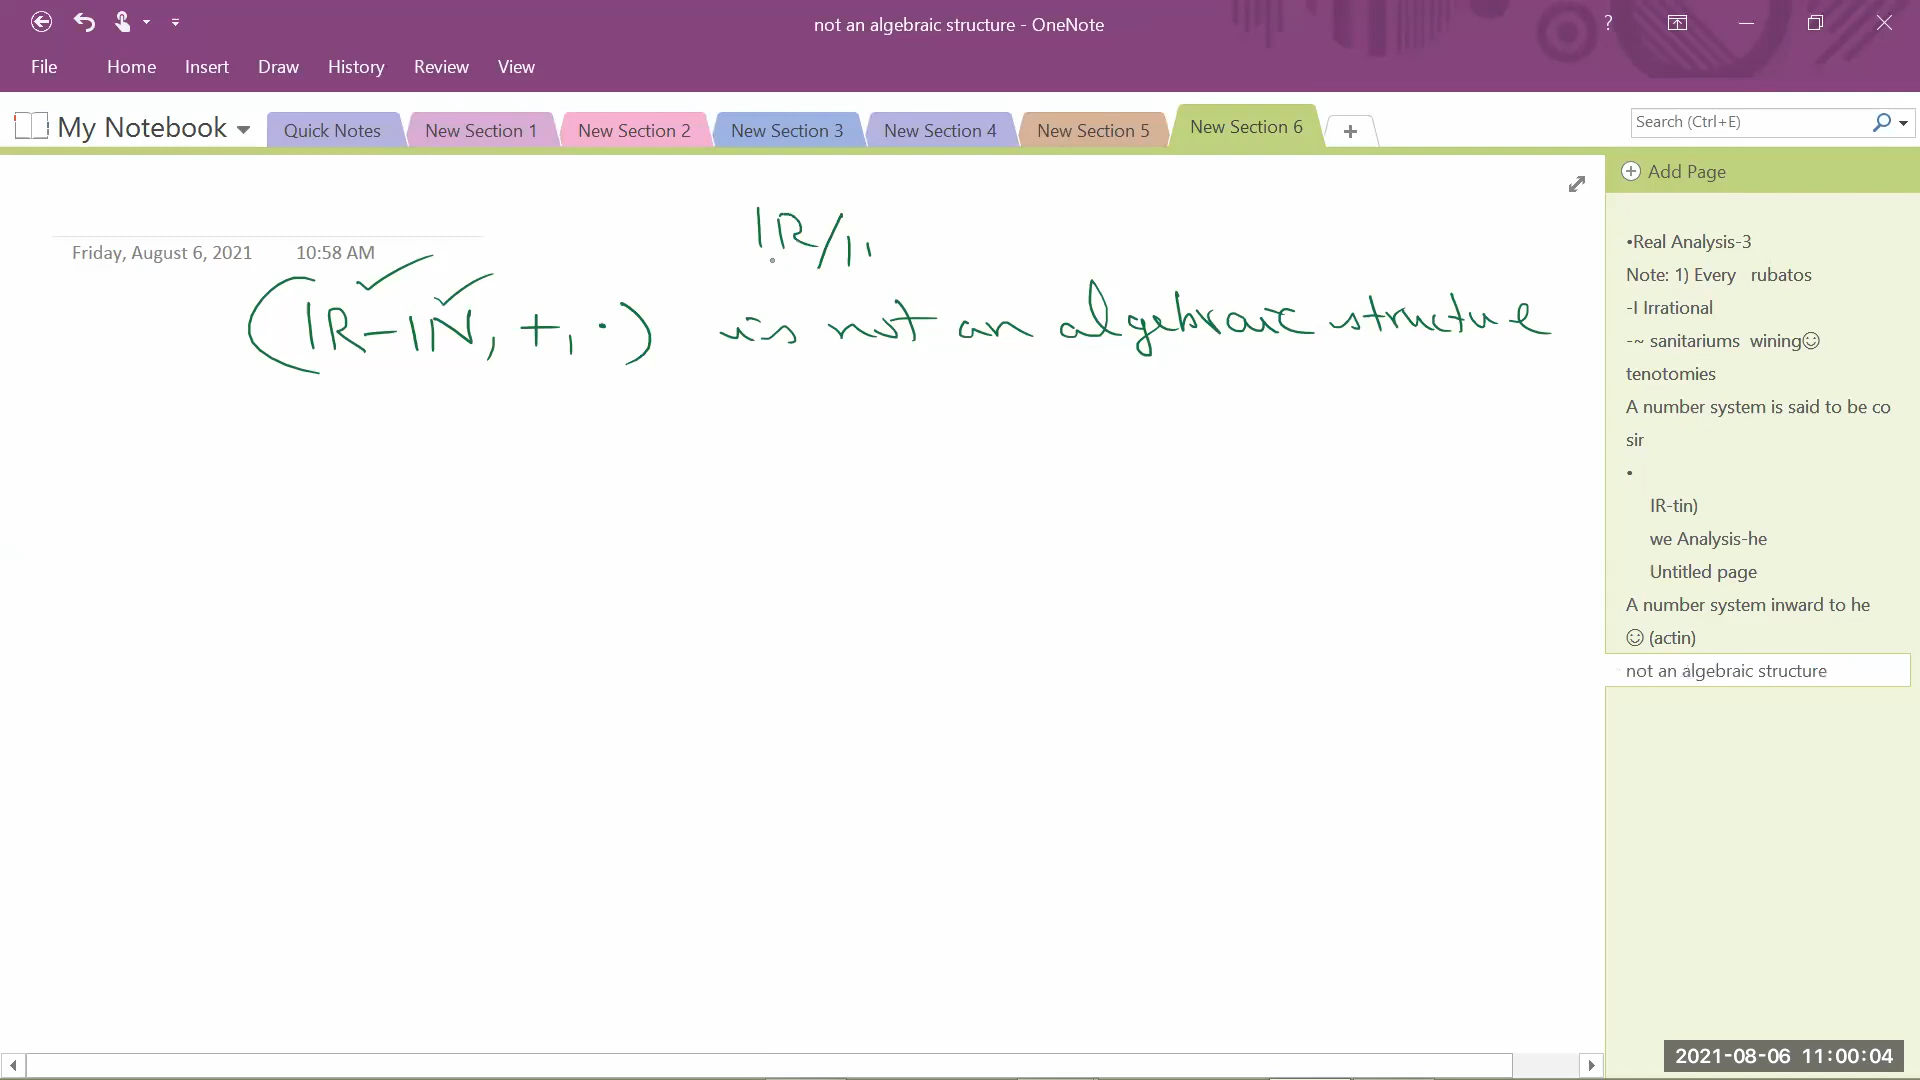 not an algebraic structure - OneNote
?
File Home Insert Draw History Review View
My Notebook Quick Notes New Section 1 New Section 2 New Section 3 New Section 4 New Section 5 New Section 6 +
Search (Ctrl+E)
Friday, August 6, 2021 10:58 AM
IR/
(IR-IN, +, ·) is not an algebraic structure
Add Page
•Real Analysis-3
Note: 1) Every rubatos
-I Irrational
-~ sanitariums wining☺
tenotomies
A number system is said to be co
sir
•
IR-tin)
we Analysis-he
Untitled page
A number system inward to he
☺ (actin)
not an algebraic structure
2021-08-06 11:00:04